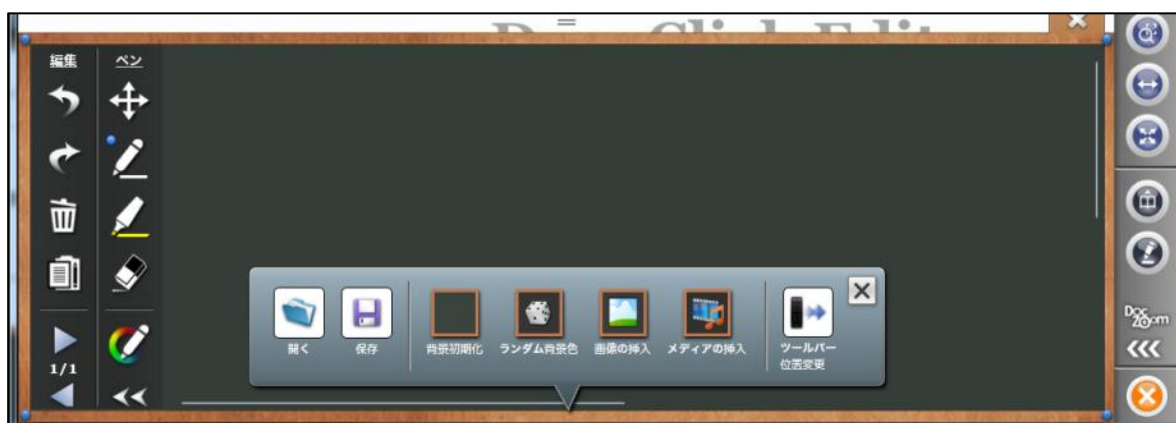 編集 ペン
開く 保存 背景初期化 ランダム背景色 画像の挿入 メディアの挿入 ツールバー
位置変更
1/1
Doc
Zoom